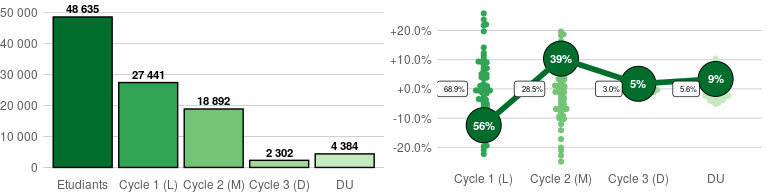 50 000
40 000
30 000
20 000
10 000
0
48 635
27 441
18 892
2 302
4 384
Etudiants
Cycle 1 (L)
Cycle 2 (M)
Cycle 3 (D)
DU
+20.0%
+10.0%
+0.0%
-10.0%
-20.0%
68.9%
56%
28.5%
39%
3.0%
5%
5.6%
9%
Cycle 1 (L)
Cycle 2 (M)
Cycle 3 (D)
DU